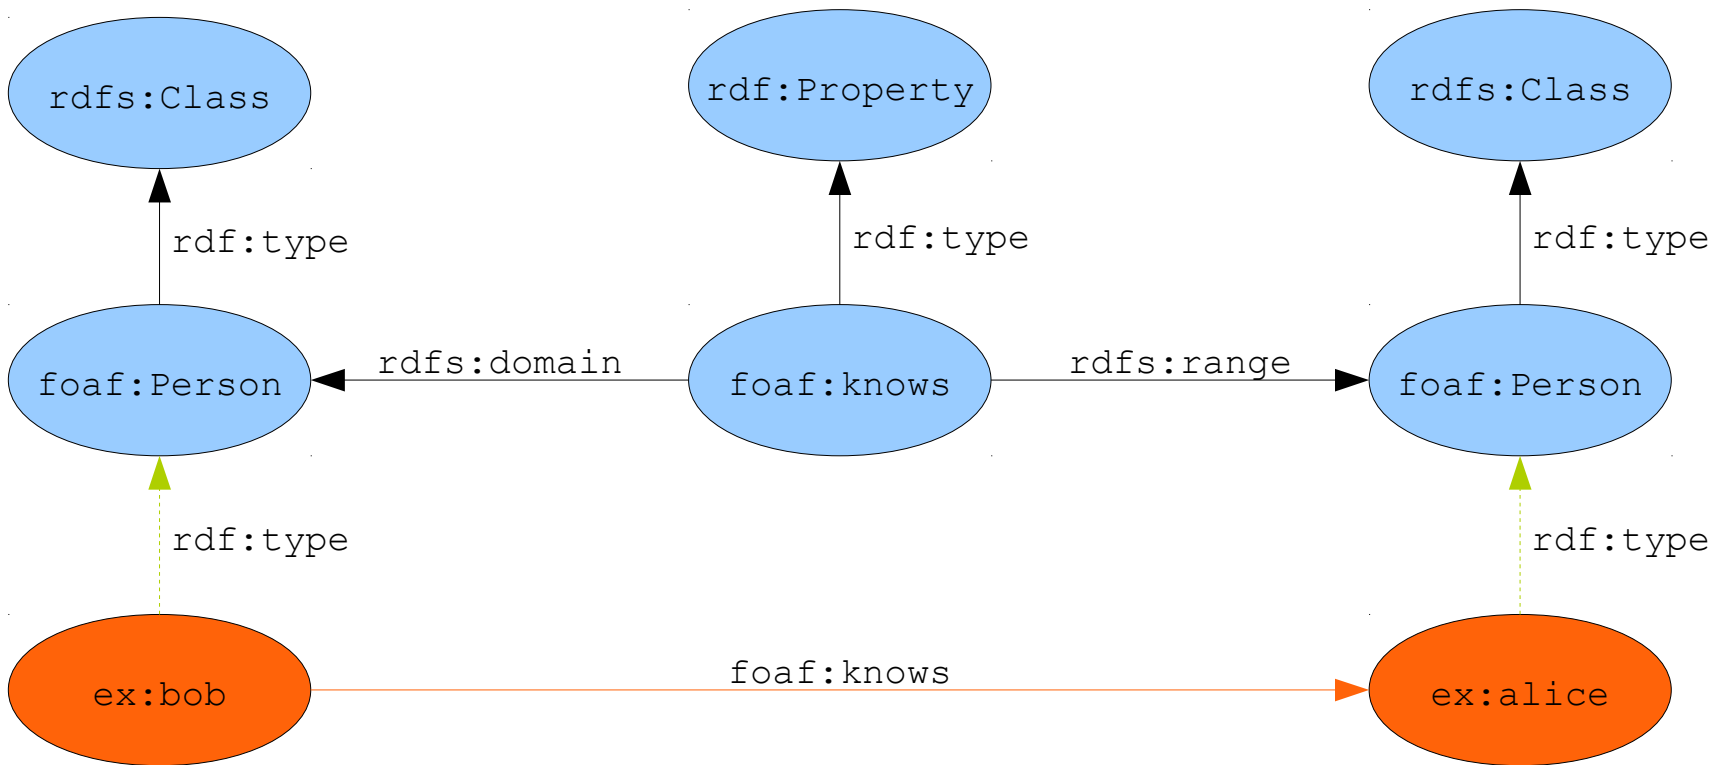 rdfs:Class
rdf:Property
rdfs:Class
rdf:type
rdf:type
rdf:type
foaf:Person
rdfs:domain
foaf:knows
rdfs:range
foaf:Person
rdf:type
rdf:type
ex:bob
foaf:knows
ex:alice